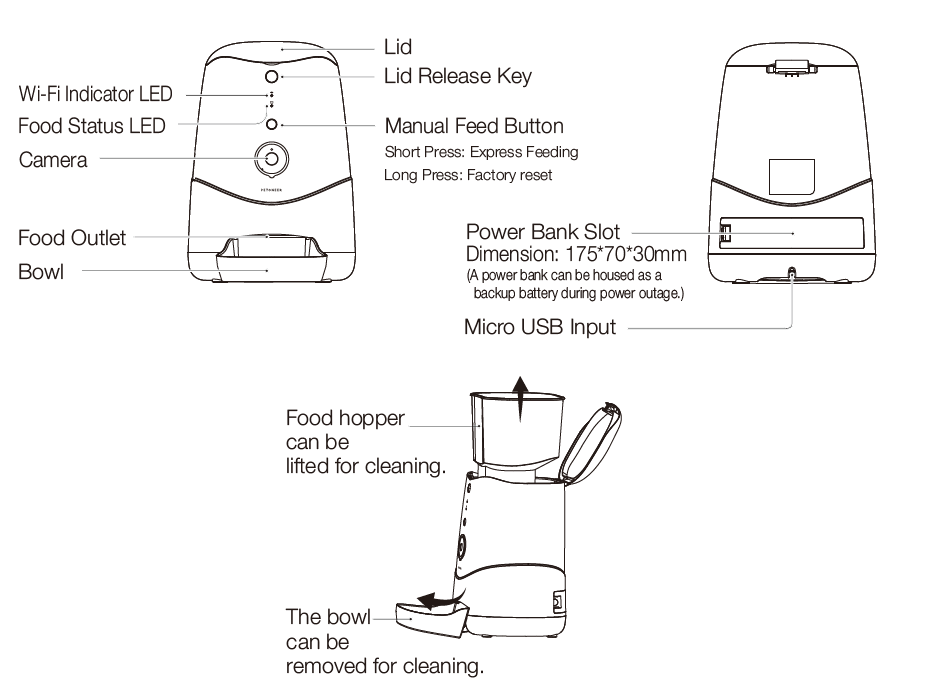 Lid
Lid Release Key
Wi-Fi Indicator LED
Food Status LED
Manual Feed Button
Short Press: Express Feeding
Long Press: Factory reset
Camera
PETONEER
Food Outlet
Bowl
Power Bank Slot
Dimension: 175*70*30mm
(A power bank can be housed as a
backup battery during power outage.)
Micro USB Input
Food hopper
can be
lifted for cleaning.
The bowl
can be
removed for cleaning.